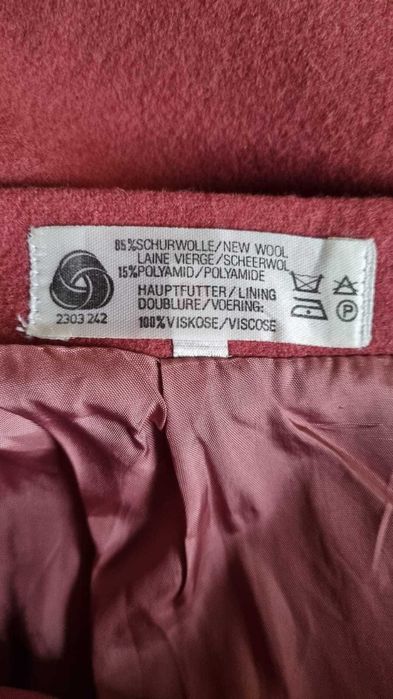 85%SCHURWOLLE/NEW WOOL
LAINE VIERGE/SCHEERWOL
15%POLYAMID/POLYAMIDE
HAUPTFUTTER/LINING
DOUBLURE/VOERING:
100%VISKOSE/VISCOSE
2303 242
P